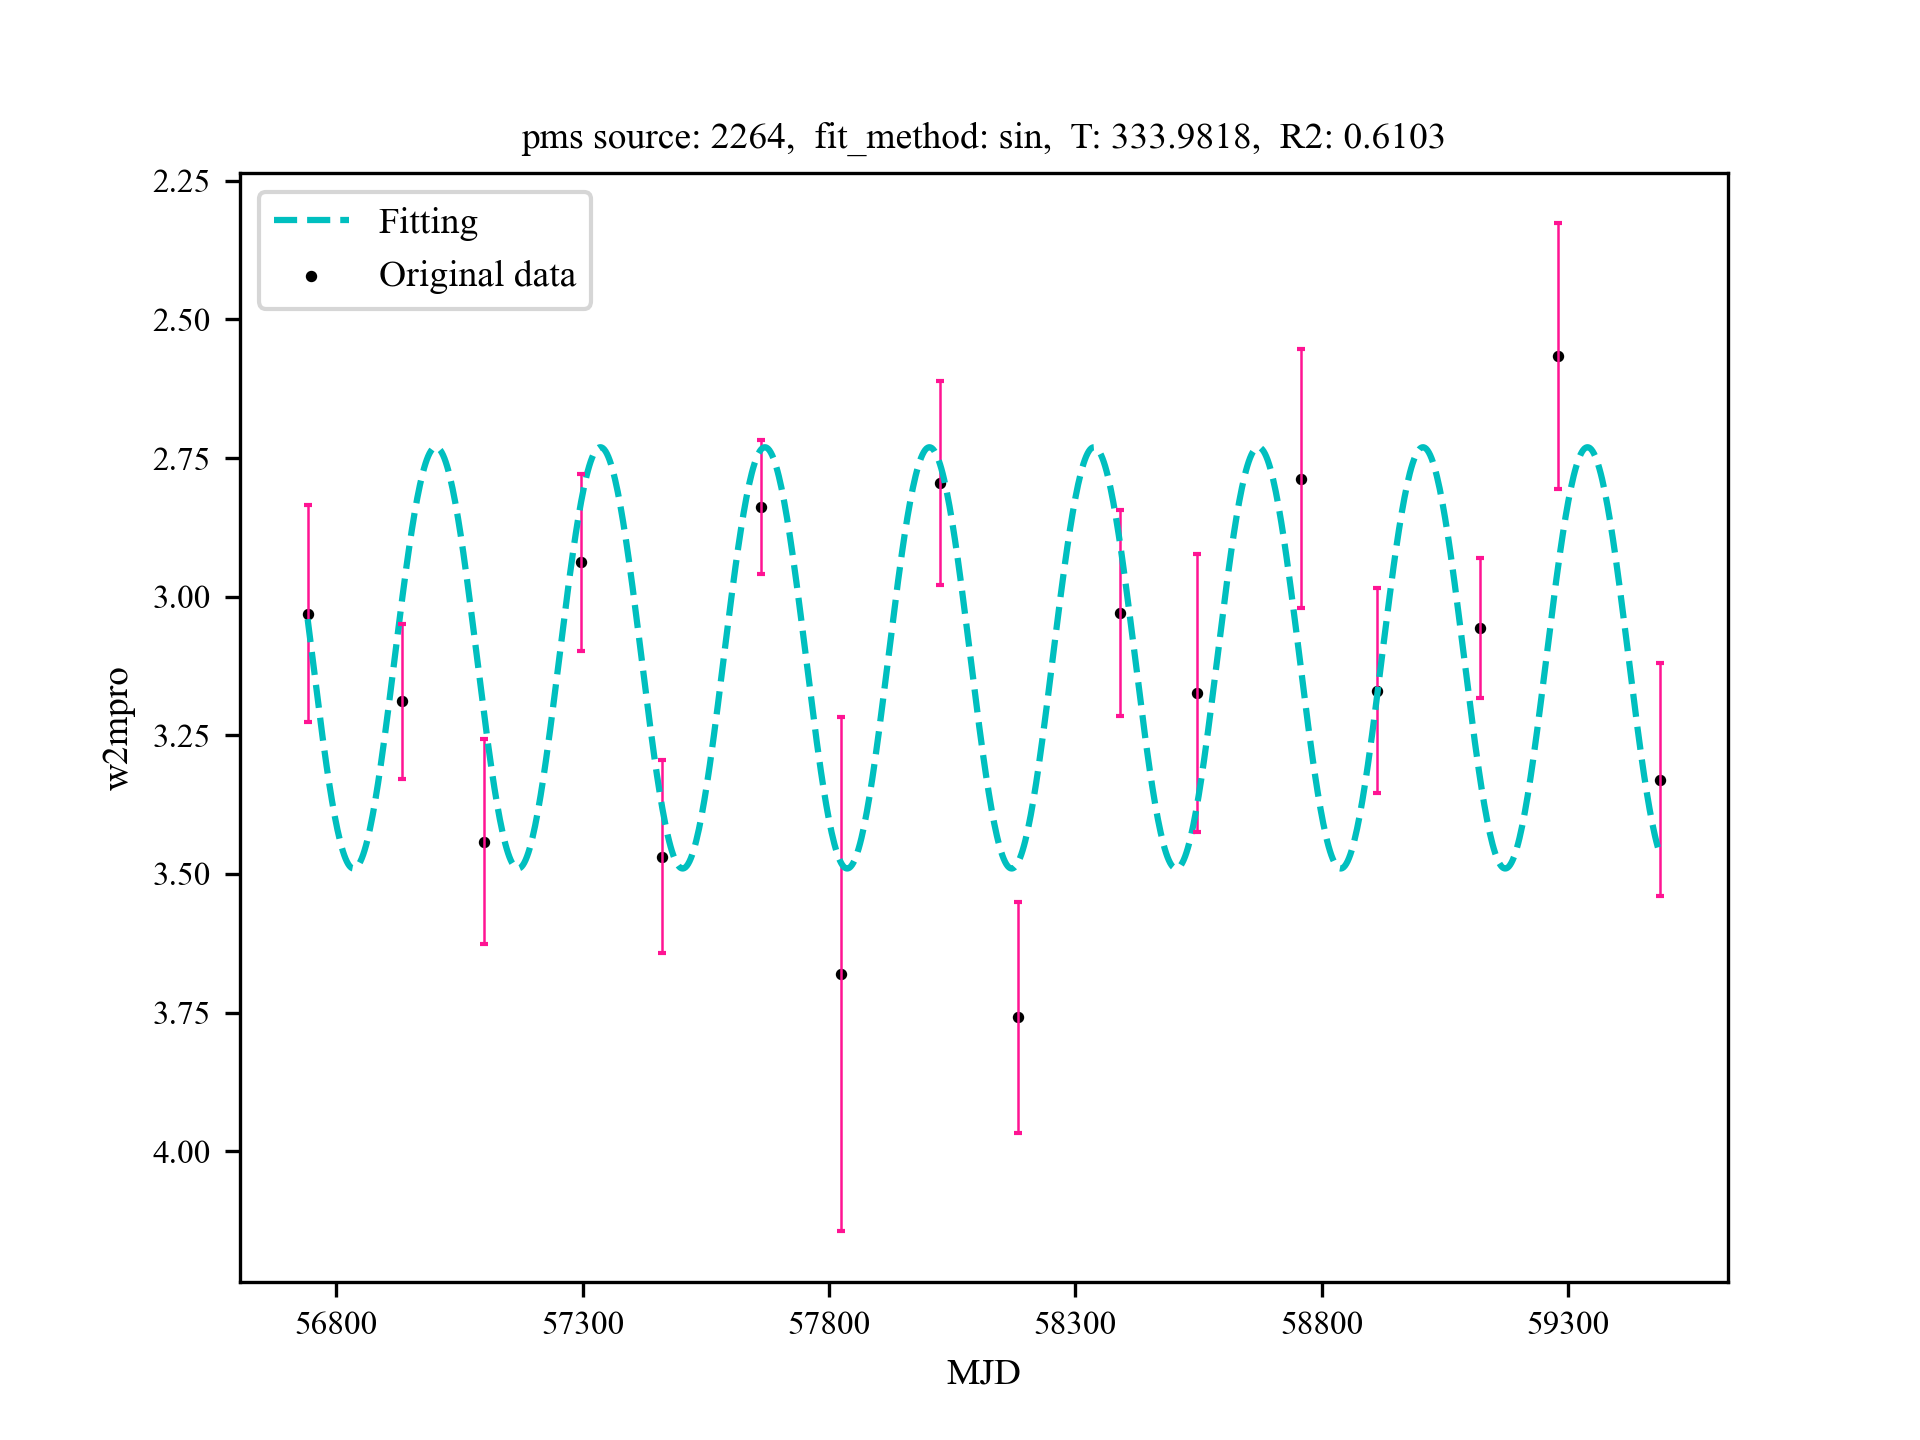 pms source: 2264, fit_method: sin, T: 333.9818, R2: 0.6103
Fitting
Original data
2.25
2.50
2.75
3.00
3.25
3.50
3.75
4.00
w2mpro
56800 57300 57800 58300 58800 59300
MJD